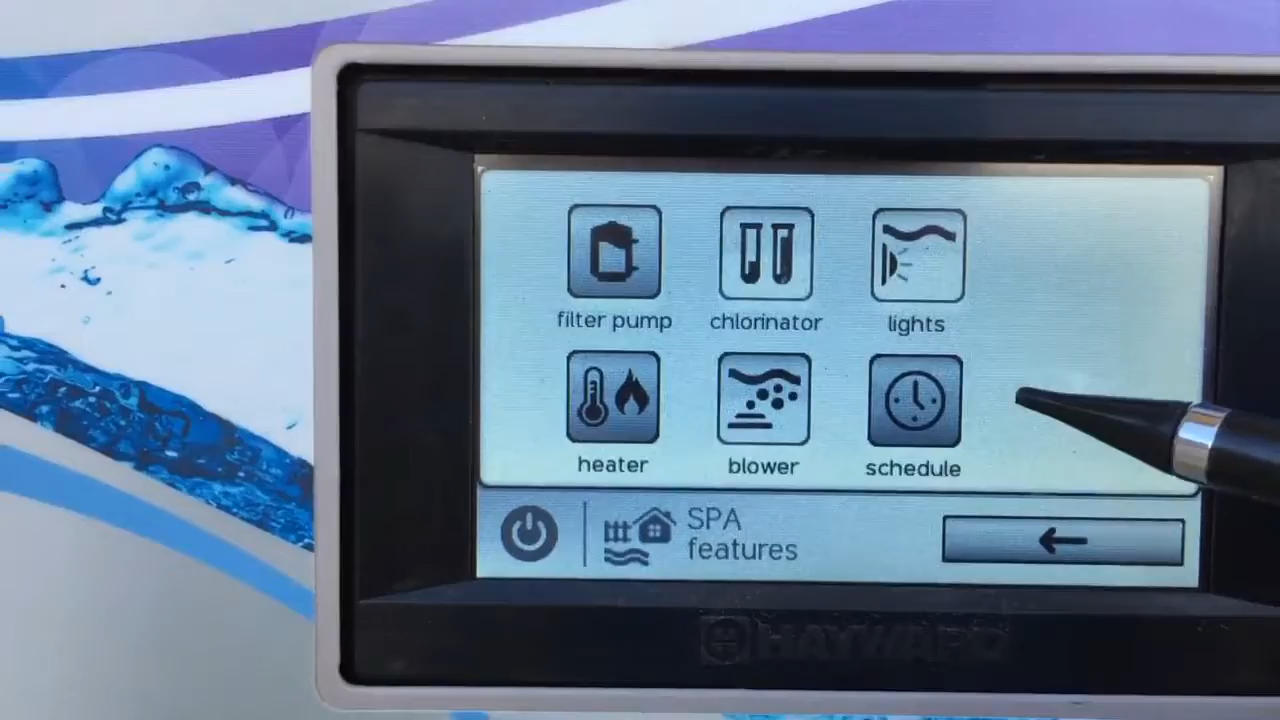 filter pump chlorinator lights
heater blower schedule
SPA
features
HAYWARD